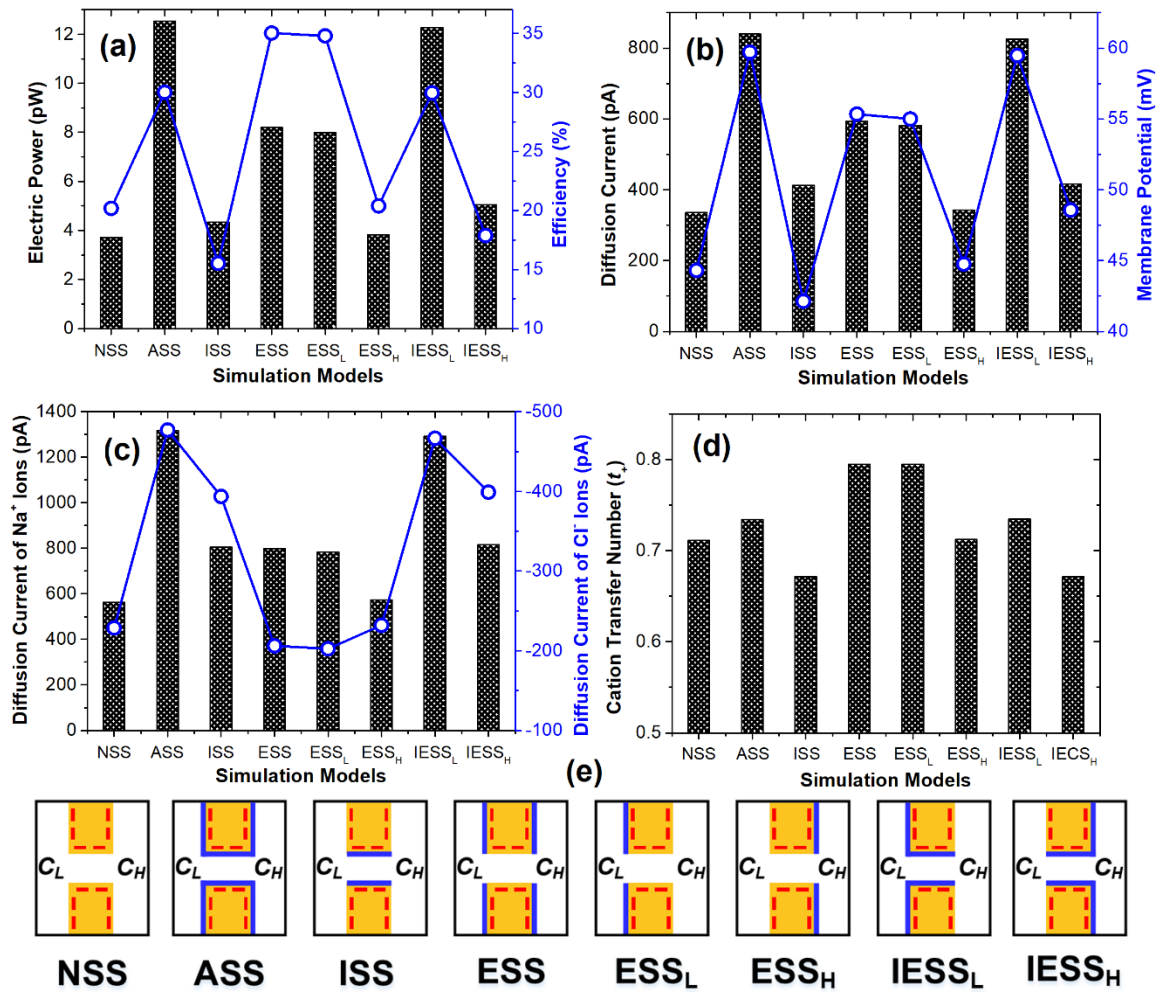 (a)
Electric Power (pW)
12
10
8
6
4
2
0
35
30
25
20
15
10
Efficiency (%)
NSS ASS ISS ESS ESS_L ESS_H IESS_L IESS_H
Simulation Models
(b)
Diffusion Current (pA)
800
600
400
200
0
60
55
50
45
40
Membrane Potential (mV)
NSS ASS ISS ESS ESS_L ESS_H IESS_L IESS_H
Simulation Models
(c)
Diffusion Current of Na⁺ Ions (pA)
1400
1200
1000
800
600
400
200
0
-500
-400
-300
-200
-100
Diffusion Current of Cl⁻ Ions (pA)
NSS ASS ISS ESS ESS_L ESS_H IESS_L IESS_H
Simulation Models
(d)
Cation Transfer Number (t₊)
0.8
0.7
0.6
0.5
NSS ASS ISS ESS ESS_L ESS_H IESS_L IECS_H
Simulation Models
(e)
C_L C_H C_L C_H C_L C_H C_L C_H C_L C_H C_L C_H C_L C_H C_L C_H
NSS ASS ISS ESS ESS_L ESS_H IESS_L IESS_H